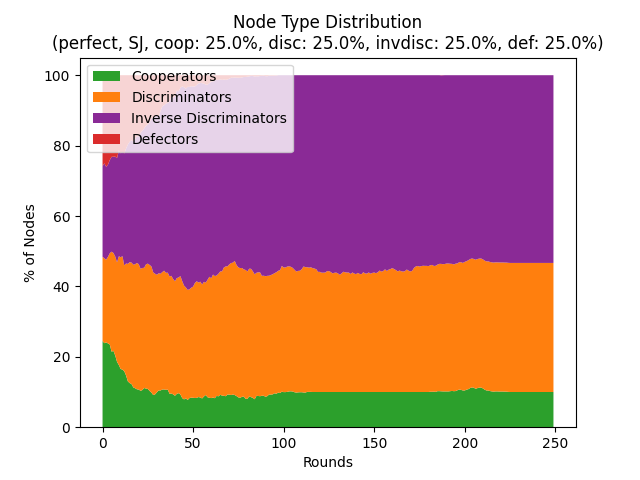 Node Type Distribution
(perfect, SJ, coop: 25.0%, disc: 25.0%, invdisc: 25.0%, def: 25.0%)
100
80
60
40
20
0
% of Nodes
Cooperators
Discriminators
Inverse Discriminators
Defectors
0 50 100 150 200 250
Rounds